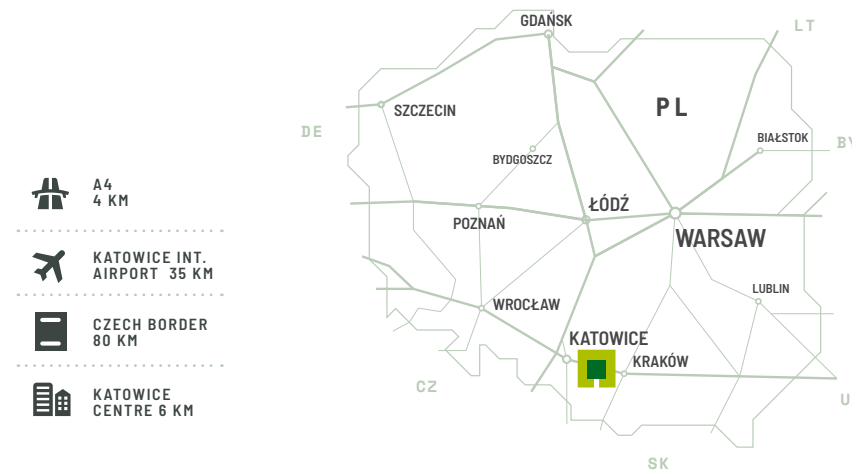 A4
4 KM
KATOWICE INT.
AIRPORT 35 KM
CZECH BORDER
80 KM
KATOWICE
CENTRE 6 KM
GDAŃSK
LT
PL
SZCZECIN
DE
BIAŁSTOK
BY
BYDGOSZCZ
ŁÓDŹ
POZNAŃ
WARSAW
LUBLIN
WROCŁAW
KATOWICE
KRAKÓW
CZ
U
SK